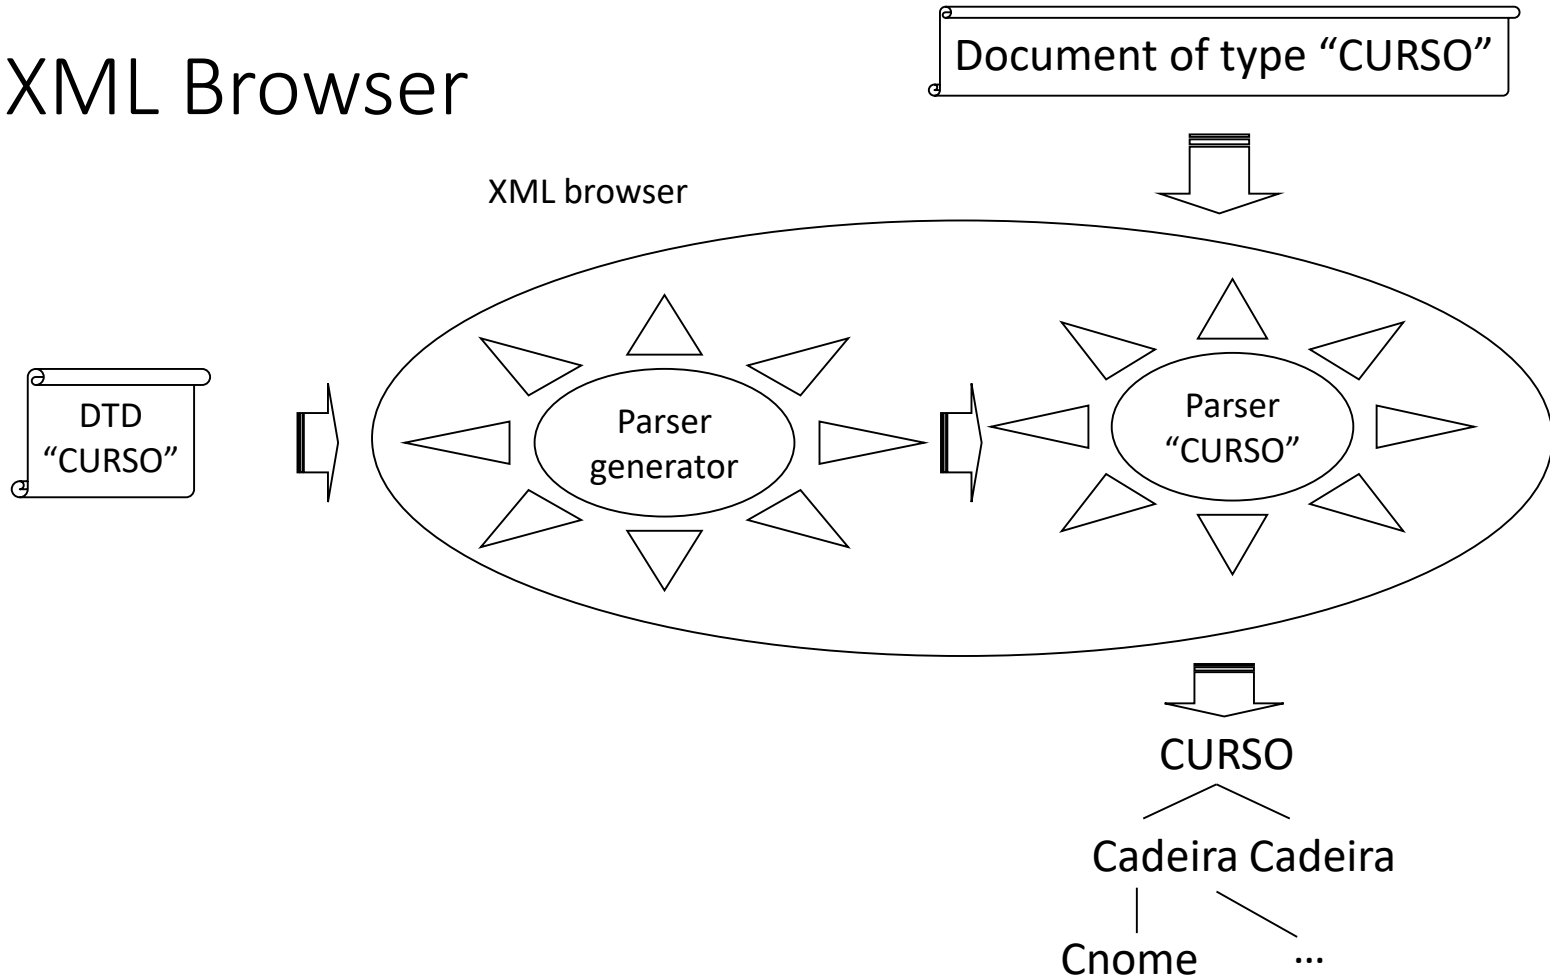 XML Browser
Document of type “CURSO”
XML browser
DTD
“CURSO”
Parser
generator
Parser
“CURSO”
CURSO
Cadeira Cadeira
Cnome ...